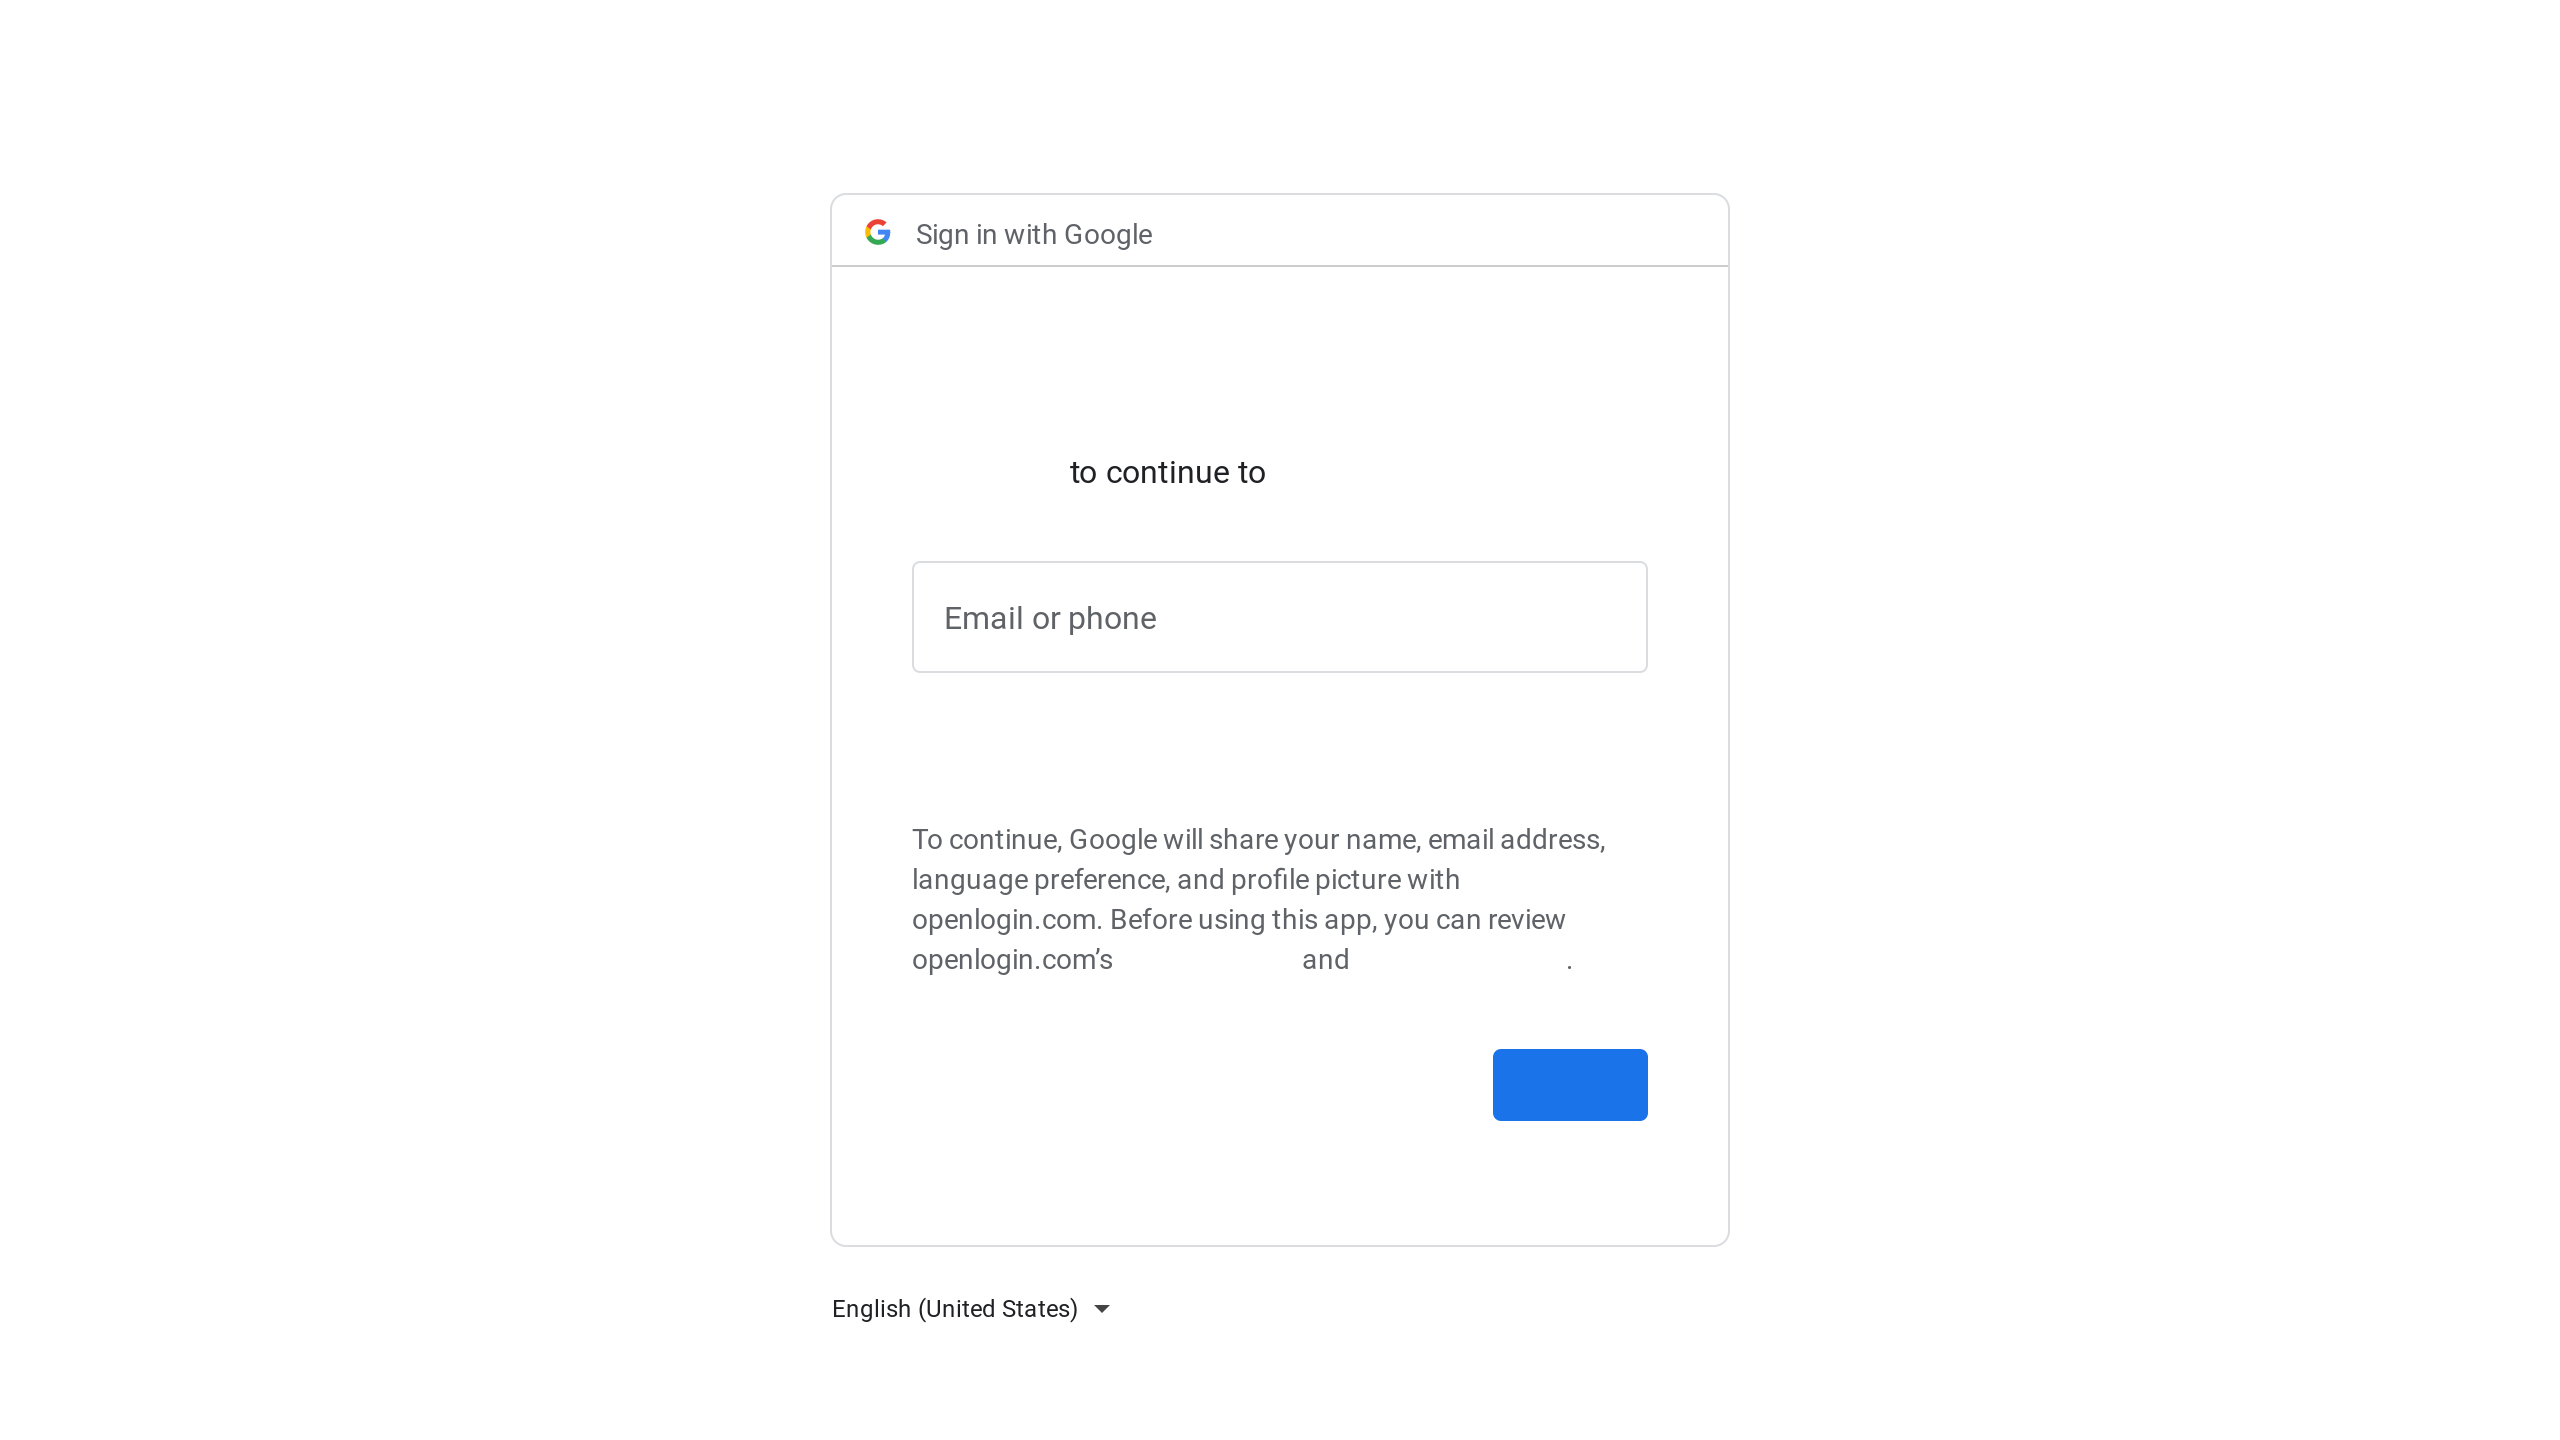 Sign in with Google
to continue to
Email or phone
To continue, Google will share your name, email address,
language preference, and profile picture with
openlogin.com. Before using this app, you can review
openlogin.com’s and .
English (United States)